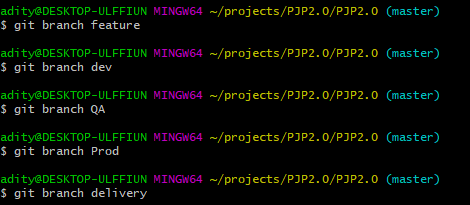 adity@DESKTOP-ULFFIUN MINGW64 ~/projects/PJP2.0/PJP2.0 (master)
$ git branch feature
adity@DESKTOP-ULFFIUN MINGW64 ~/projects/PJP2.0/PJP2.0 (master)
$ git branch dev
adity@DESKTOP-ULFFIUN MINGW64 ~/projects/PJP2.0/PJP2.0 (master)
$ git branch QA
adity@DESKTOP-ULFFIUN MINGW64 ~/projects/PJP2.0/PJP2.0 (master)
$ git branch Prod
adity@DESKTOP-ULFFIUN MINGW64 ~/projects/PJP2.0/PJP2.0 (master)
$ git branch delivery